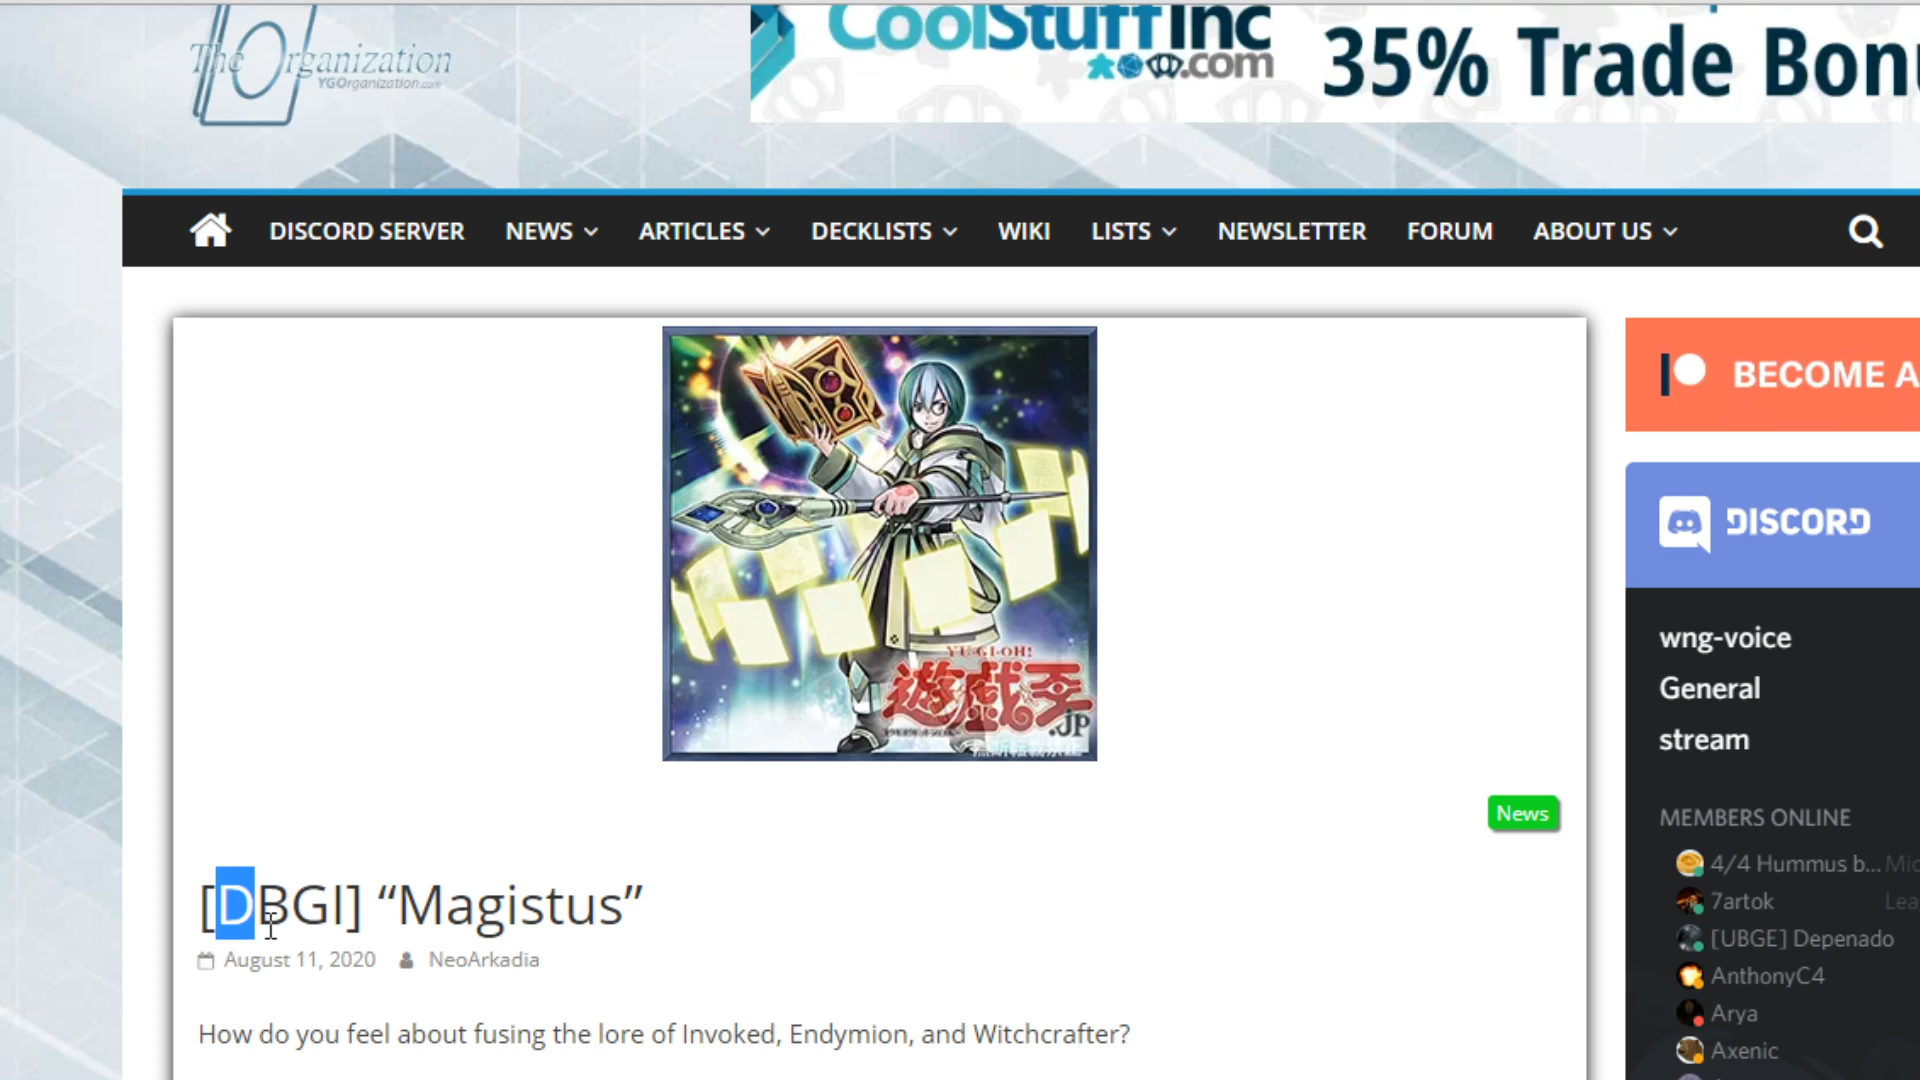 The Organization
YGOrganization.com
CoolStuffInc
.com
35% Trade Bonu
DISCORD SERVER
NEWS
ARTICLES
DECKLISTS
WIKI
LISTS
NEWSLETTER
FORUM
ABOUT US
YU-GI-OH!
遊戯王
.jp
BECOME A
DISCORD
wng-voice
General
stream
News
MEMBERS ONLINE
4/4 Hummus b... Mic
7artok Lea
[UBGE] Depenado
AnthonyC4
Arya
Axenic
[DBGI] “Magistus”
August 11, 2020 NeoArkadia
How do you feel about fusing the lore of Invoked, Endymion, and Witchcrafter?